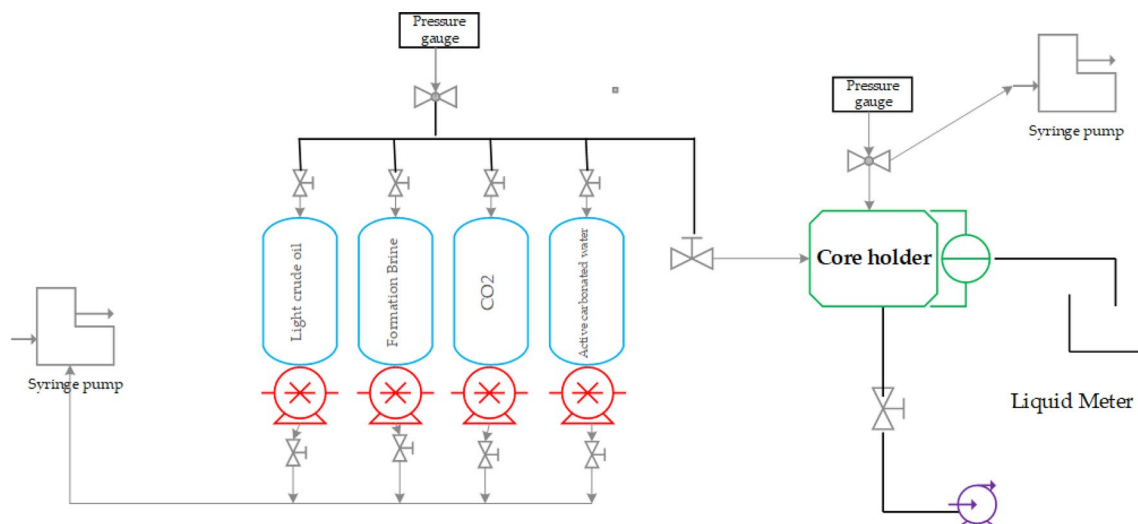 Pressure
gauge
Pressure
gauge
Syringe pump
Light crude oil
Formation Brine
CO2
Active carbonated water
Core holder
Syringe pump
Liquid Meter